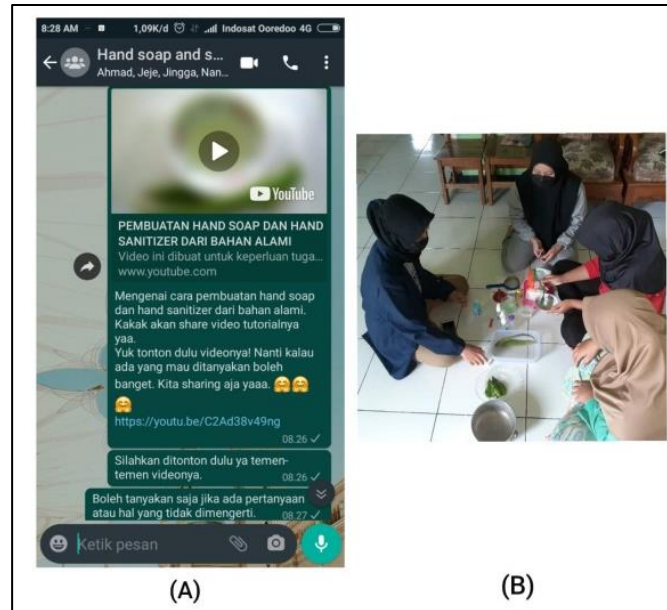 8:28 AM
1,09K/d
Indosat Ooredoo 4G
Hand soap and s...
Ahmad, Jeje, Jingga, Nan...
YouTube
PEMBUATAN HAND SOAP DAN HAND
SANITIZER DARI BAHAN ALAMI
Video ini dibuat untuk keperluan tuga...
www.youtube.com
Mengenai cara pembuatan hand soap
dan hand sanitizer dari bahan alami.
Kakak akan share video tutorialnya
yaa.
Yuk tonton dulu videonya! Nanti kalau
ada yang mau ditanyakan boleh
banget. Kita sharing aja yaaa. 🤗🤗
🤗
https://youtu.be/C2Ad38v49ng
08.26
Silahkan ditonton dulu ya temen-
temen videonya.
08.26
Boleh tanyakan saja jika ada pertanyaan
atau hal yang tidak dimengerti.
08.27
Ketik pesan
(A)
(B)